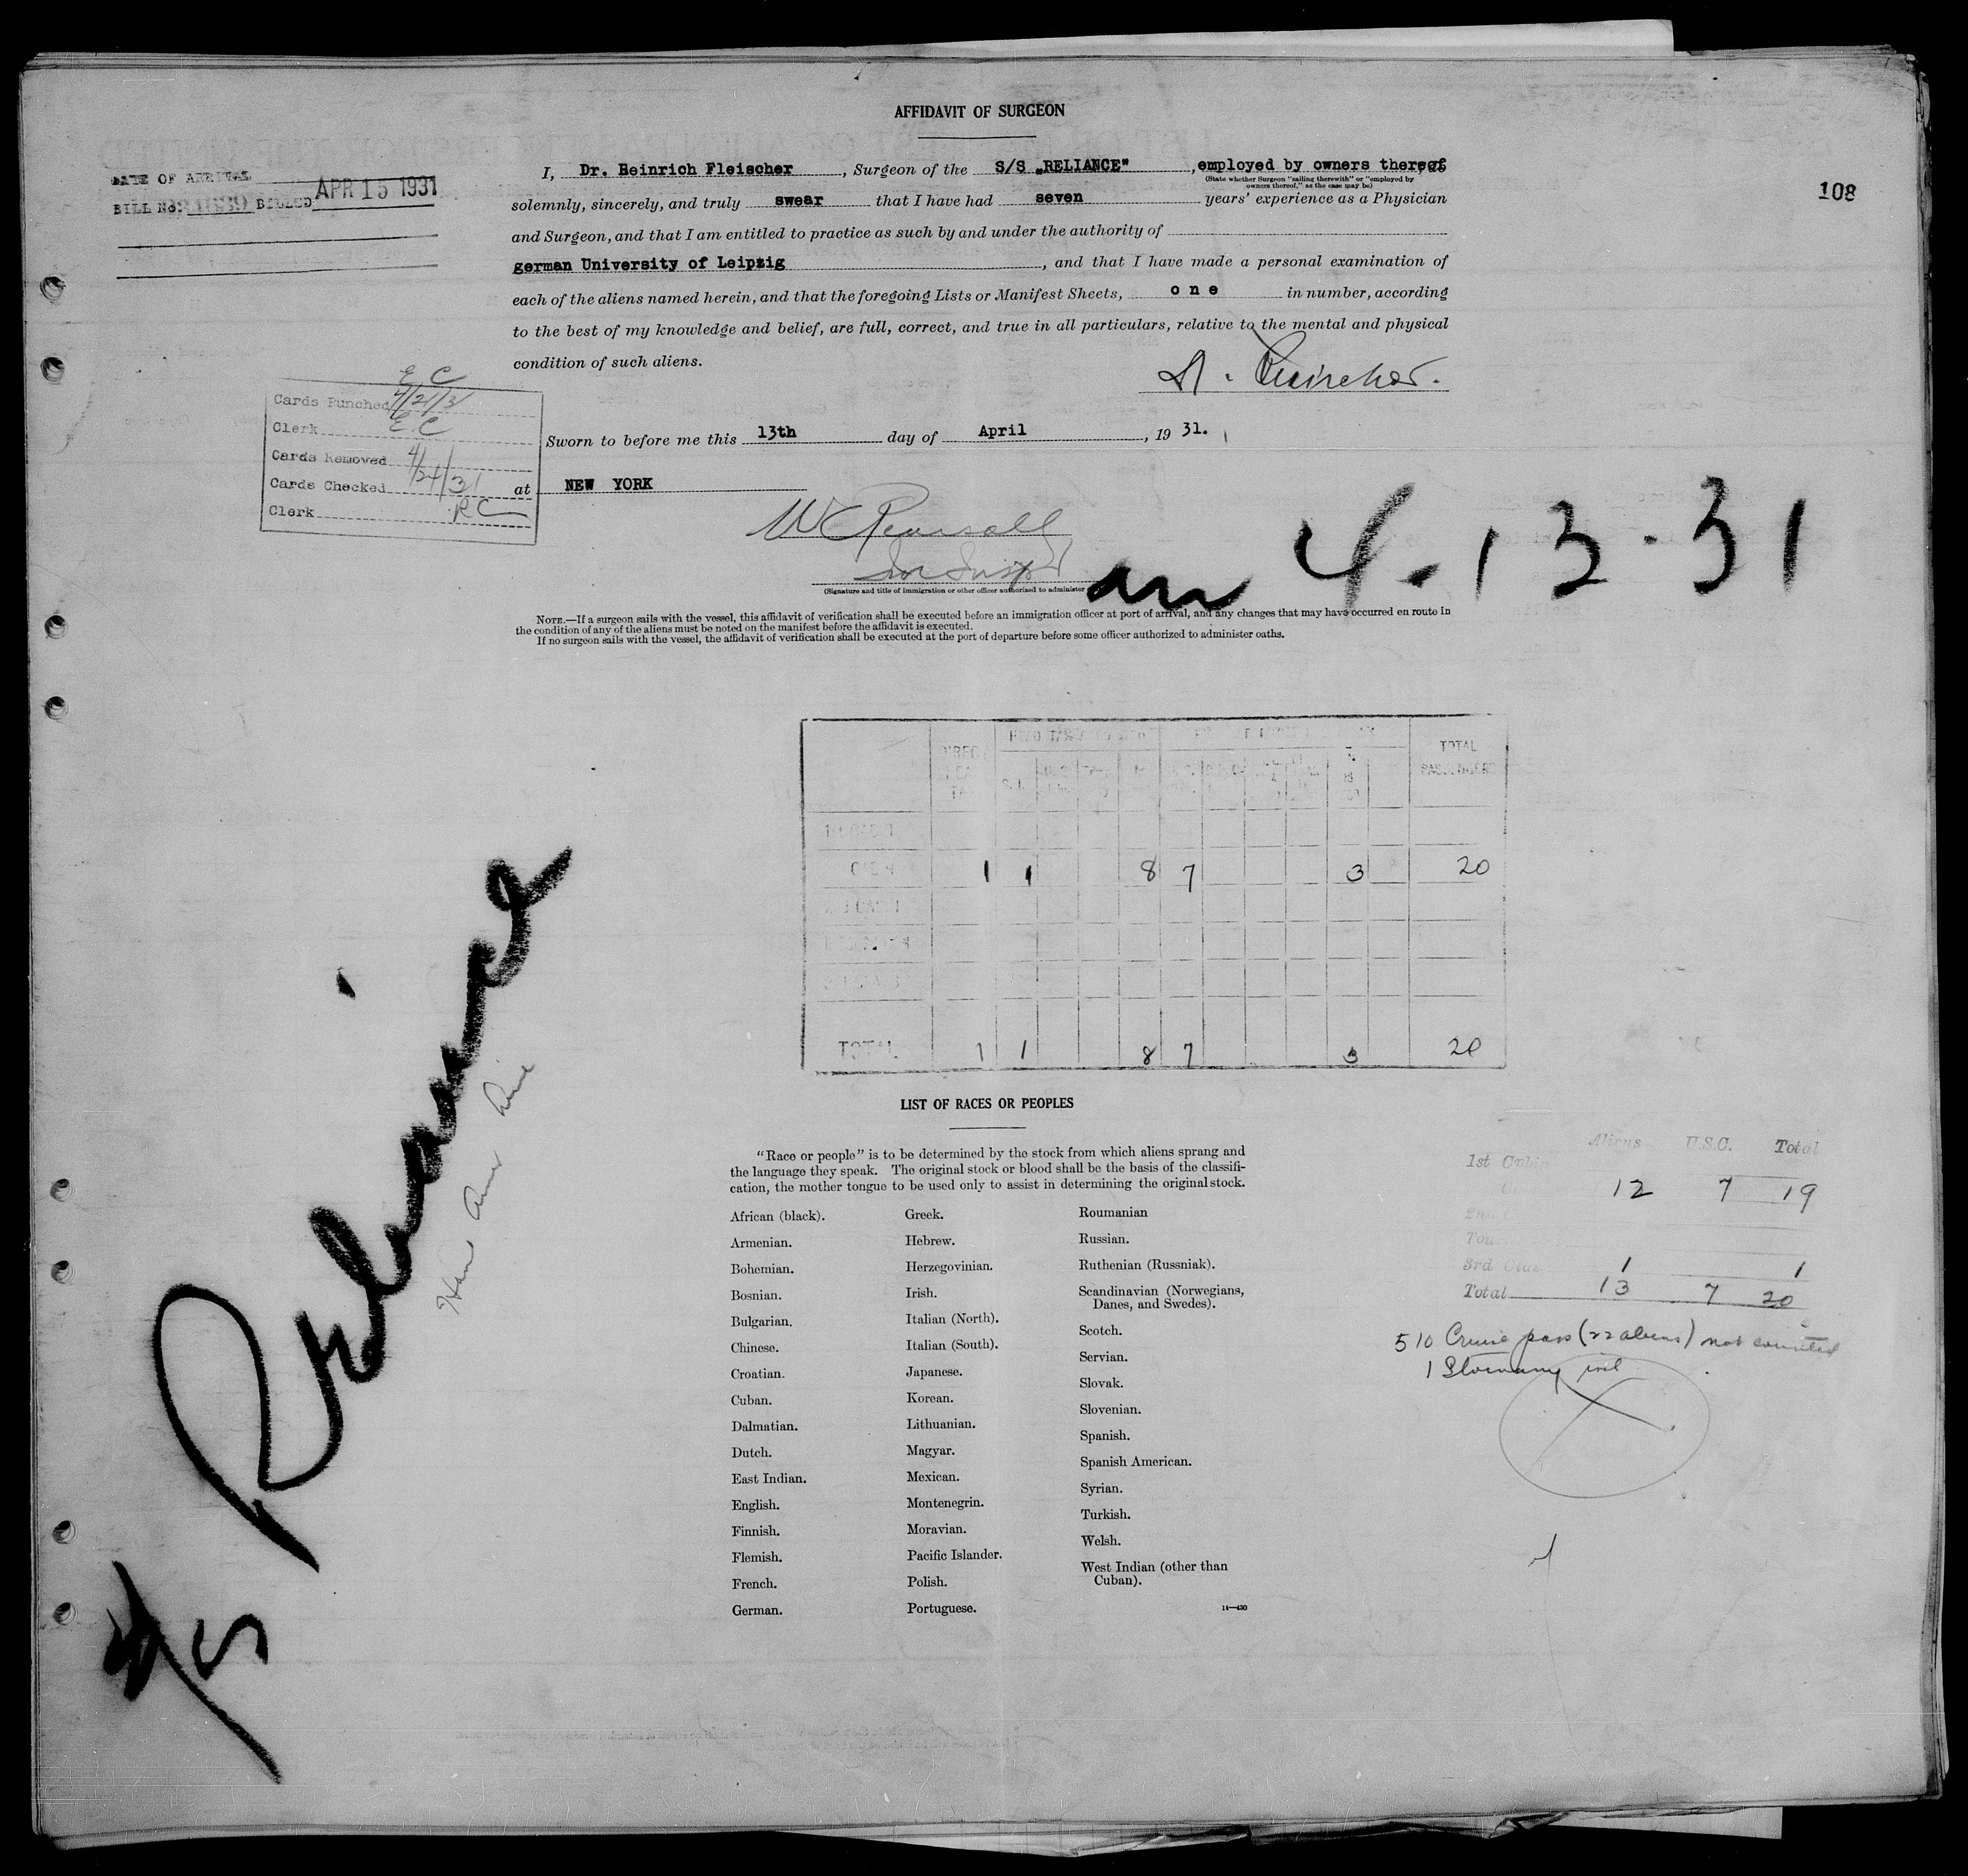 AFFIDAVIT OF SURGEON
I, Dr. Heinrich Fleischer, Surgeon of the S/S „RELIANCE", employed by owners thereof
(State whether Surgeon "sailing therewith" or "employed by
owners thereof," as the case may be)
DATE OF ARRIVAL
BILL No. BILLED APR 15 1931
108
solemnly, sincerely, and truly swear that I have had seven years' experience as a Physician
and Surgeon, and that I am entitled to practice as such by and under the authority of
german University of Leipzig, and that I have made a personal examination of
each of the aliens named herein, and that the foregoing Lists or Manifest Sheets, one in number, according
to the best of my knowledge and belief, are full, correct, and true in all particulars, relative to the mental and physical
condition of such aliens.
E C
Cards Punched 4/21/31
Clerk E.C
Cards Removed
Cards Checked 4/24/31
Clerk RC
Sworn to before me this 13th day of April, 19 31.
at NEW YORK
4-13-31
(Signature and title of immigration or other officer authorized to administer
NOTE.—If a surgeon sails with the vessel, this affidavit of verification shall be executed before an immigration officer at port of arrival, and any changes that may have occurred en route in
the condition of any of the aliens must be noted on the manifest before the affidavit is executed.
If no surgeon sails with the vessel, the affidavit of verification shall be executed at the port of departure before some officer authorized to administer oaths.
TOTAL
PASSENGERS
1 1 8 7 3 20
TOTAL 1 1 8 7 3 20
Reliance
LIST OF RACES OR PEOPLES
"Race or people" is to be determined by the stock from which aliens sprang and
the language they speak. The original stock or blood shall be the basis of the classifi-
cation, the mother tongue to be used only to assist in determining the original stock.
African (black).
Armenian.
Bohemian.
Bosnian.
Bulgarian.
Chinese.
Croatian.
Cuban.
Dalmatian.
Dutch.
East Indian.
English.
Finnish.
Flemish.
French.
German.
Greek.
Hebrew.
Herzegovinian.
Irish.
Italian (North).
Italian (South).
Japanese.
Korean.
Lithuanian.
Magyar.
Mexican.
Montenegrin.
Moravian.
Pacific Islander.
Polish.
Portuguese.
Roumanian
Russian.
Ruthenian (Russniak).
Scandinavian (Norwegians,
Danes, and Swedes).
Scotch.
Servian.
Slovak.
Slovenian.
Spanish.
Spanish American.
Syrian.
Turkish.
Welsh.
West Indian (other than
Cuban).
14—430
Aliens U.S.C. Total
1st Cabin
12 7 19
3rd Class 1 1
Total 13 7 20
510 Cruise pass (22 aliens) not counted
1